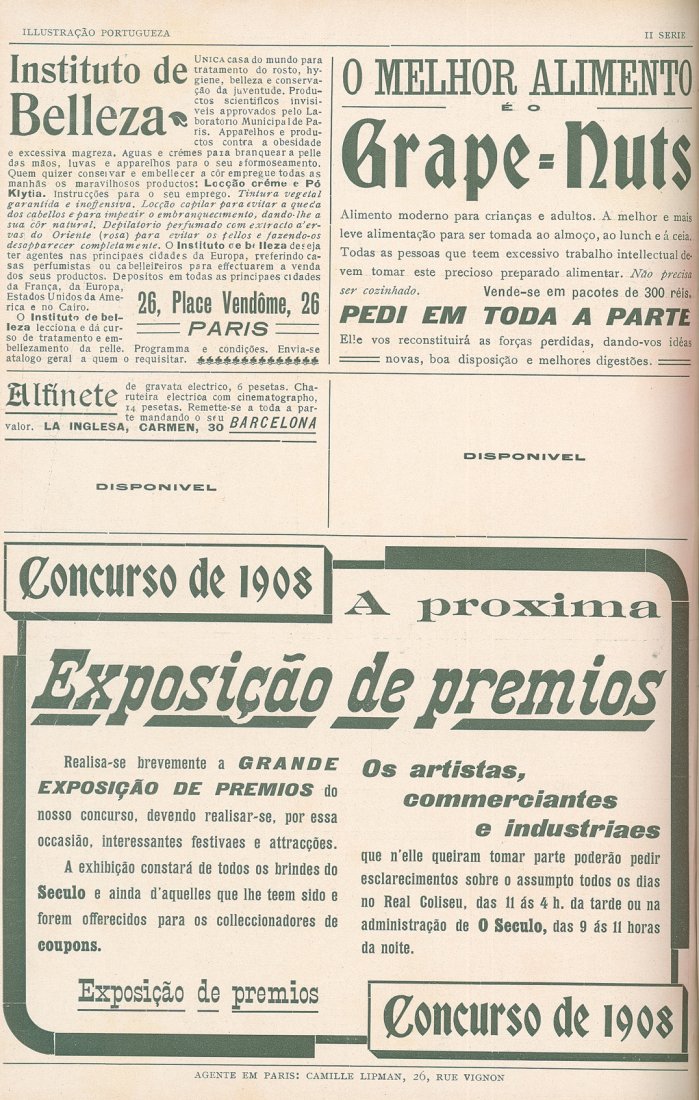 ILLUSTRAÇÃO PORTUGUEZA
II SERIE
Instituto de
Belleza
UNICA casa do mundo para
tratamento do rosto, hy-
giene, belleza e conserva-
ção da juventude. Produ-
ctos scientificos invisi-
veis approvados pelo La-
boratorio Municipal de Pa-
ris. Apparelhos e produ-
ctos contra a obesidade
e excessiva magreza. Aguas e crémes para branquear a pelle
das mãos, luvas e apparelhos para o seu aformoseamento.
Quem quizer conservar e embellecer a côr empregue todas as
manhãs os maravilhosos productos: Locção créme e Pó
Klytia. Instrucções para o seu emprego. Tintura vegetal
garantida e inoffensiva. Locção capilar para evitar a queda
dos cabellos e para impedir o embranquecimento, dando-lhe a
sua côr natural. Depilatorio perfumado com extracto d'er-
vas do Oriente (rosa) para evitar os pellos e fazendo-os
desapparecer completamente. O Instituto de belleza deseja
ter agentes nas principaes cidades da Europa, preferindo ca-
sas perfumistas ou cabelleireiros para effectuarem a venda
dos seus productos. Depositos em todas as principaes cidades
da França, da Europa,
Estados Unidos da Ame-
rica e no Cairo.
O Instituto de bel-
leza lecciona e dá cur-
so de tratamento e em-
bellezamento da pelle.
26, Place Vendôme, 26
PARIS
Programma e condições. Envia-se
atalogo geral a quem o requisitar.
O MELHOR ALIMENTO
É O
Grape=Nuts
Alimento moderno para crianças e adultos. A melhor e mais
leve alimentação para ser tomada ao almoço, ao lunch e á ceia.
Todas as pessoas que teem excessivo trabalho intellectual de-
vem tomar este precioso preparado alimentar. Não precisa
ser cozinhado. Vende-se em pacotes de 300 réis.
PEDI EM TODA A PARTE
Elle vos reconstituirá as forças perdidas, dando-vos idéas
novas, boa disposição e melhores digestões.
Alfinete
de gravata electrico, 6 pesetas. Cha-
ruteira electrica com cinematographo,
14 pesetas. Remette-se a toda a par-
te mandando o seu
valor. LA INGLESA, CARMEN, 30 BARCELONA
DISPONIVEL
DISPONIVEL
Concurso de 1908
A proxima
Exposição de premios
Realisa-se brevemente a GRANDE
EXPOSIÇÃO DE PREMIOS do
nosso concurso, devendo realisar-se, por essa
occasião, interessantes festivaes e attracções.
A exhibição constará de todos os brindes do
Seculo e ainda d'aquelles que lhe teem sido e
forem offerecidos para os colleccionadores de
coupons.
Exposição de premios
Os artistas,
commerciantes
e industriaes
que n'elle queiram tomar parte poderão pedir
esclarecimentos sobre o assumpto todos os dias
no Real Coliseu, das 11 ás 4 h. da tarde ou na
administração de O Seculo, das 9 ás 11 horas
da noite.
Concurso de 1908
AGENTE EM PARIS: CAMILLE LIPMAN, 26, RUE VIGNON